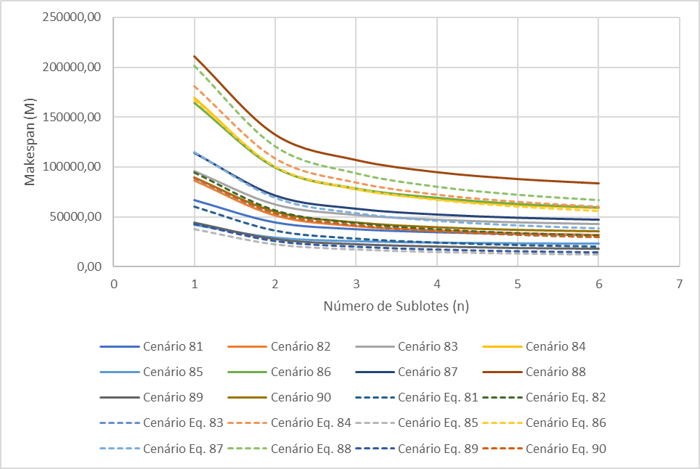 250000,00
200000,00
150000,00
100000,00
50000,00
0,00
Makespan (M)
0 1 2 3 4 5 6 7
Número de Sublotes (n)
Cenário 81 Cenário 82 Cenário 83 Cenário 84
Cenário 85 Cenário 86 Cenário 87 Cenário 88
Cenário 89 Cenário 90 Cenário Eq. 81 Cenário Eq. 82
Cenário Eq. 83 Cenário Eq. 84 Cenário Eq. 85 Cenário Eq. 86
Cenário Eq. 87 Cenário Eq. 88 Cenário Eq. 89 Cenário Eq. 90